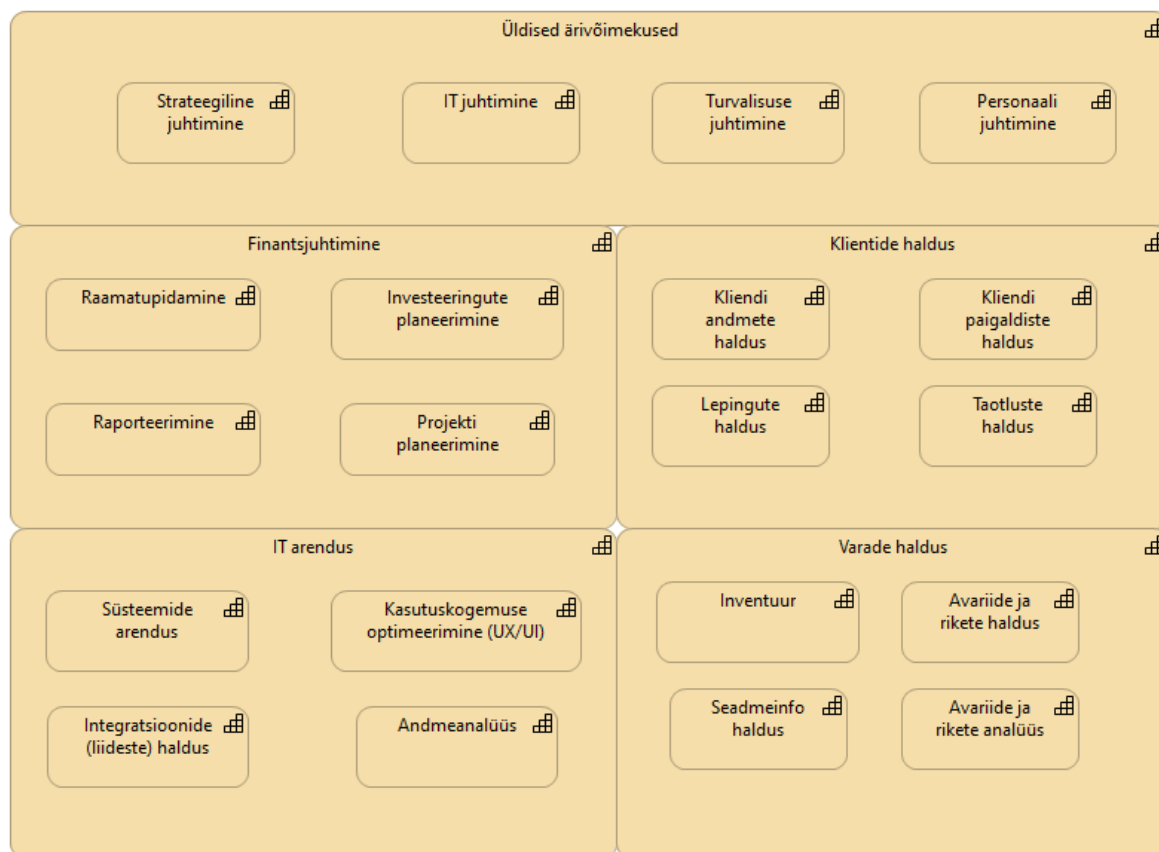 Üldised ärivõimekused
Strateegiline
juhtimine
IT juhtimine
Turvalisuse
juhtimine
Personaali
juhtimine
Finantsjuhtimine
Raamatupidamine
Investeeringute
planeerimine
Raporteerimine
Projekti
planeerimine
Klientide haldus
Kliendi
andmete
haldus
Kliendi
paigaldiste
haldus
Lepingute
haldus
Taotluste
haldus
IT arendus
Süsteemide
arendus
Kasutuskogemuse
optimeerimine (UX/UI)
Integratsioonide
(liideste) haldus
Andmeanalüüs
Varade haldus
Inventuur
Avariide ja
rikete haldus
Seadmeinfo
haldus
Avariide ja
rikete analüüs